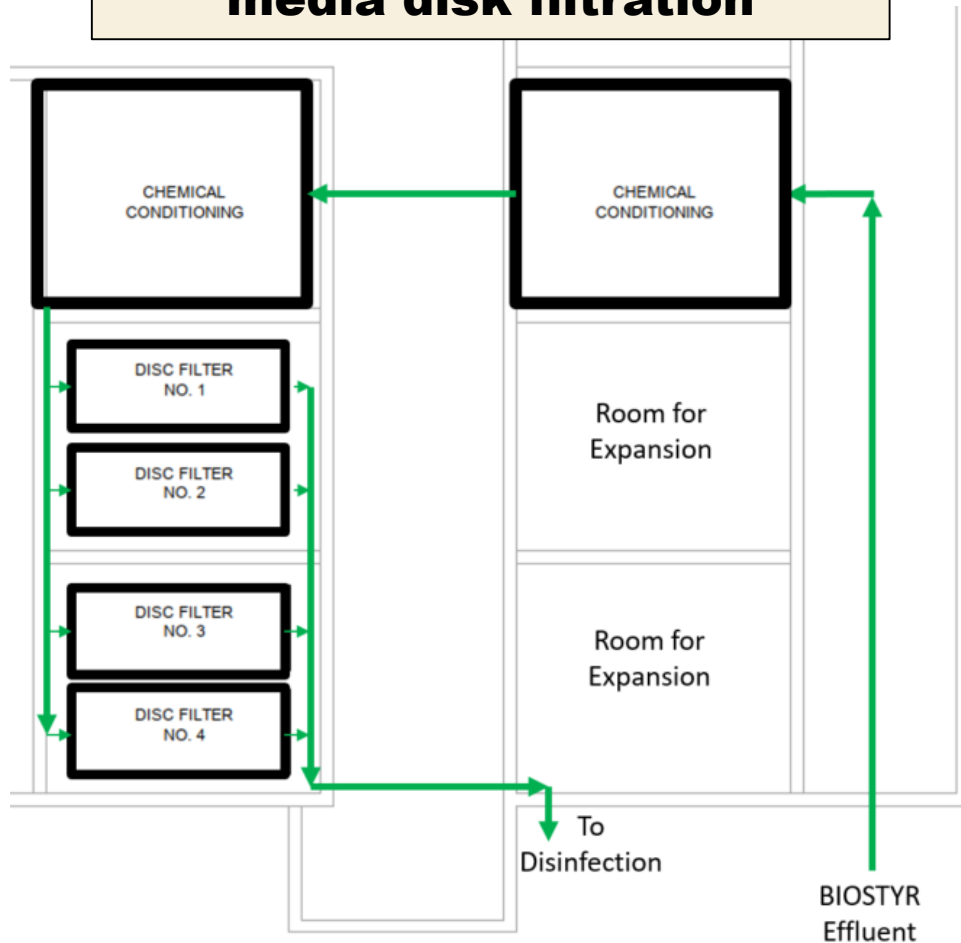 media disk filtration
CHEMICAL
CONDITIONING
CHEMICAL
CONDITIONING
DISC FILTER
NO. 1
DISC FILTER
NO. 2
Room for
Expansion
DISC FILTER
NO. 3
DISC FILTER
NO. 4
Room for
Expansion
To
Disinfection
BIOSTYR
Effluent